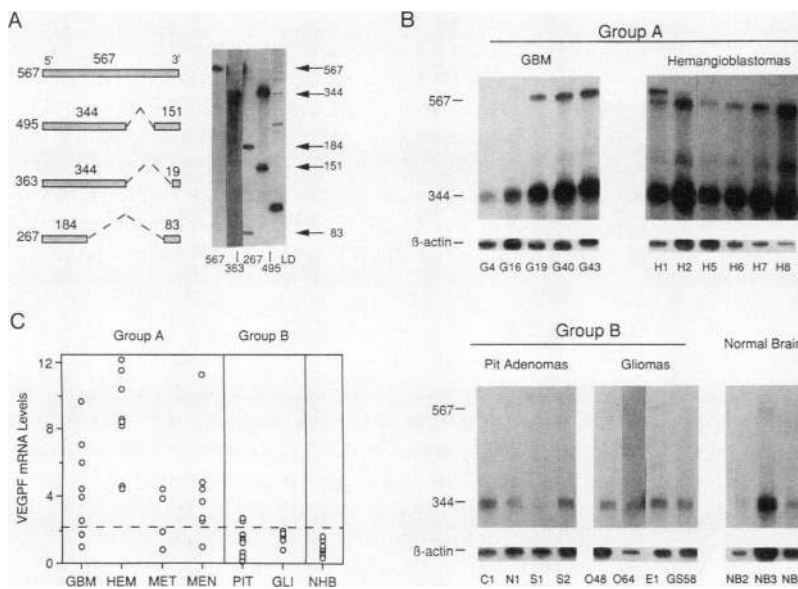 A
5' 567 3'
567
344 151
495
344 19
363
184 83
267
567
344
184
151
83
567 267 LD
363 495
B
Group A
GBM Hemangioblastomas
567
344
ß-actin
G4 G16 G19 G40 G43 H1 H2 H5 H6 H7 H8
Group B
Pit Adenomas Gliomas Normal Brain
567
344
ß-actin
C1 N1 S1 S2 O48 O64 E1 GS58 NB2 NB3 NB
C
Group A Group B
VEGPF mRNA Levels
12
8
4
0
GBM HEM MET MEN PIT GLI NHB